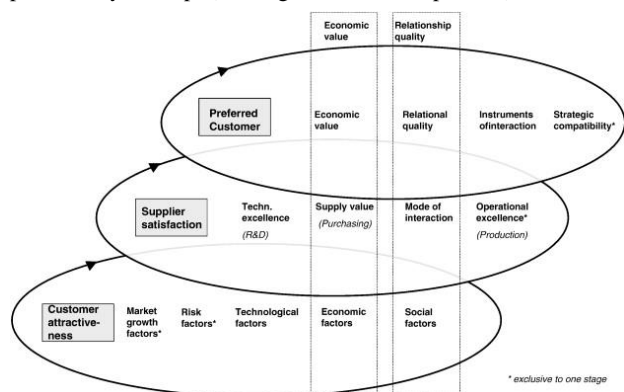 Economic
value
Relationship
quality
Preferred
Customer
Economic
value
Relational
quality
Instruments
ofinteraction
Strategic
compatibility*
Supplier
satisfaction
Techn.
excellence
(R&D)
Supply value
(Purchasing)
Mode of
interaction
Operational
excellence*
(Production)
Customer
attractive-
ness
Market
growth
factors*
Risk
factors*
Technological
factors
Economic
factors
Social
factors
* exclusive to one stage